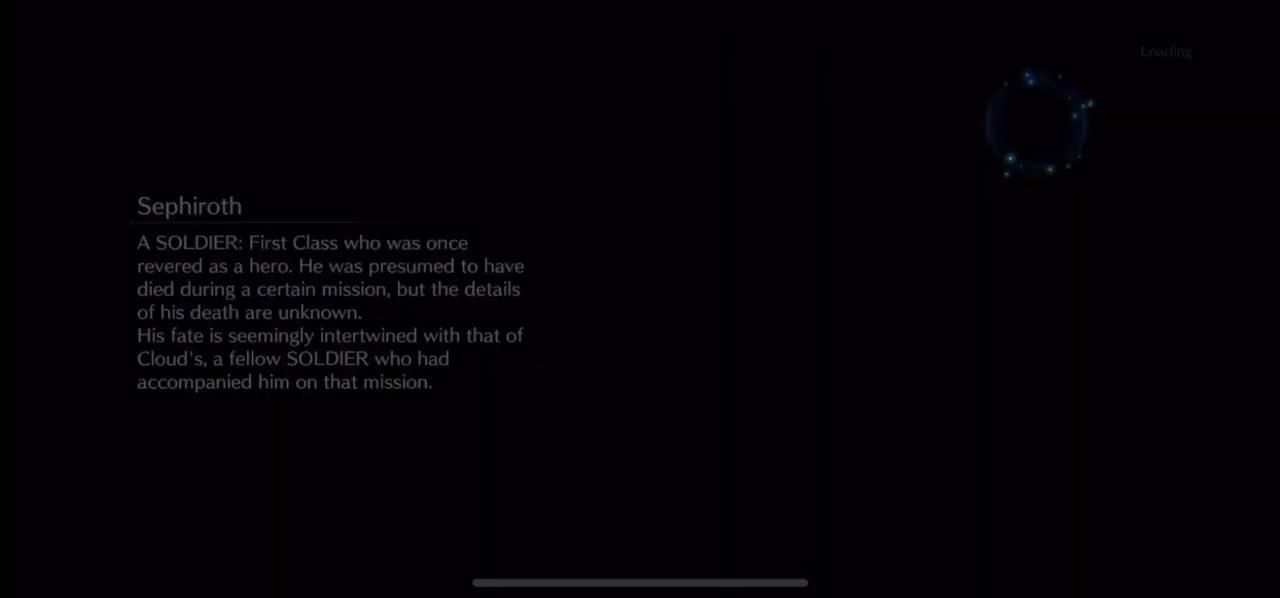 Loading
Sephiroth
A SOLDIER: First Class who was once
revered as a hero. He was presumed to have
died during a certain mission, but the details
of his death are unknown.
His fate is seemingly intertwined with that of
Cloud's, a fellow SOLDIER who had
accompanied him on that mission.